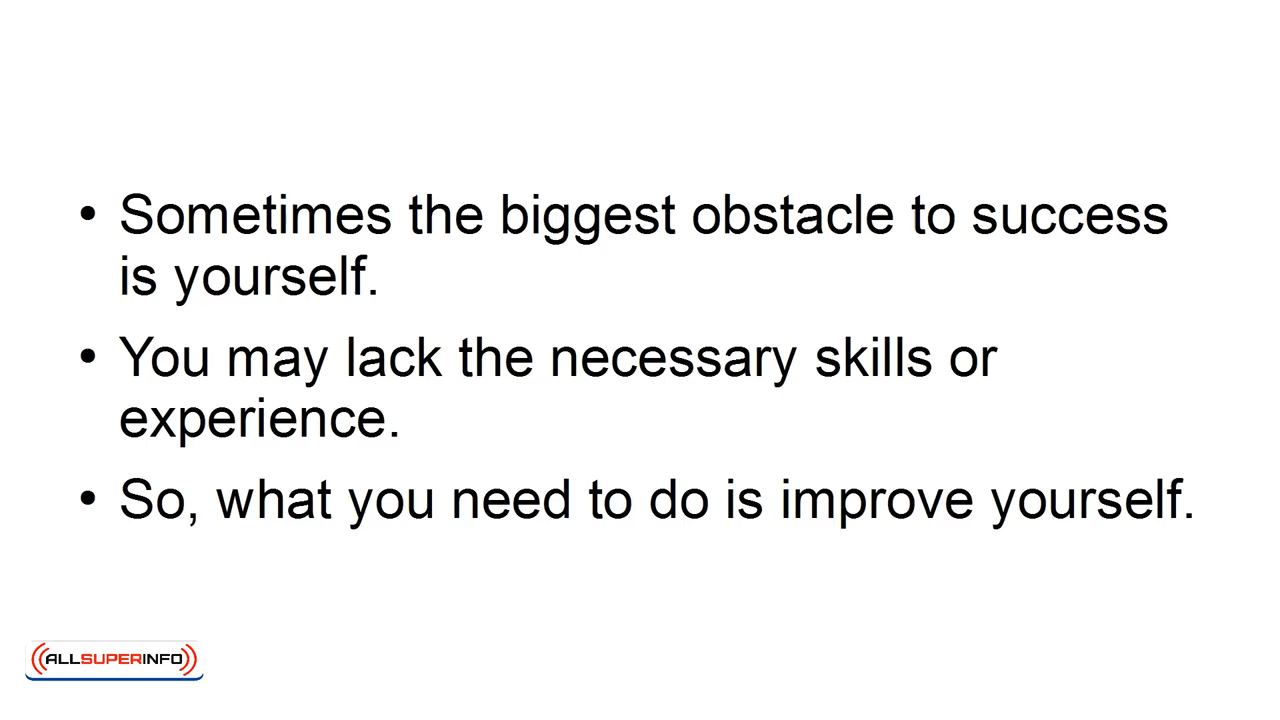 • Sometimes the biggest obstacle to success
is yourself.
• You may lack the necessary skills or
experience.
• So, what you need to do is improve yourself.
ALLSUPERINFO